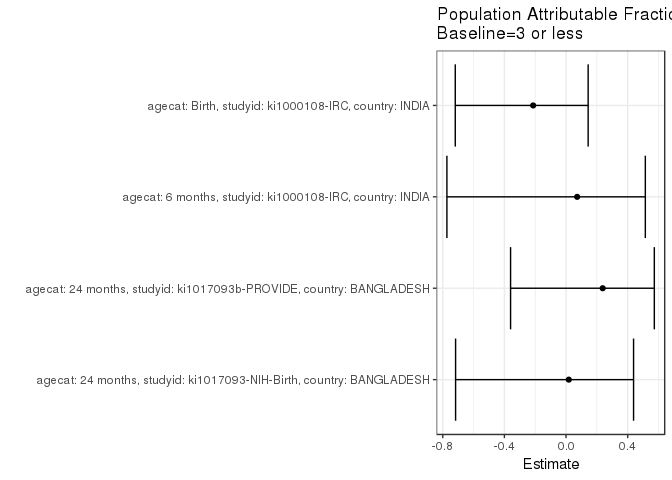 Population Attributable Fractio
Baseline=3 or less
agecat: Birth, studyid: ki1000108-IRC, country: INDIA
agecat: 6 months, studyid: ki1000108-IRC, country: INDIA
agecat: 24 months, studyid: ki1017093b-PROVIDE, country: BANGLADESH
agecat: 24 months, studyid: ki1017093-NIH-Birth, country: BANGLADESH
-0.8 -0.4 0.0 0.4
Estimate